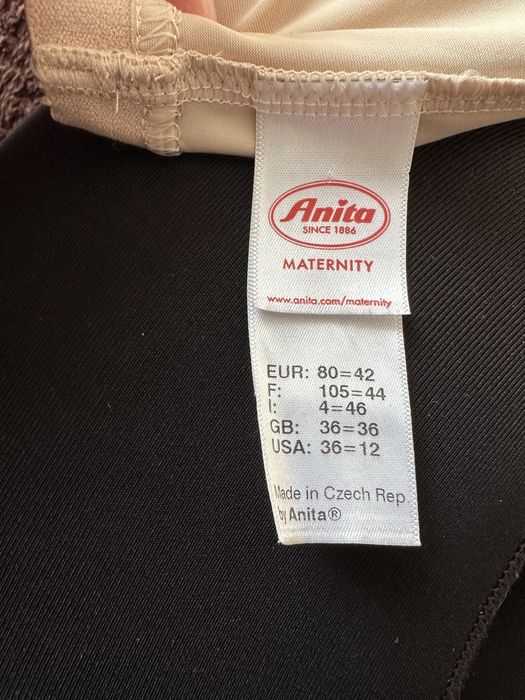 Anita
SINCE 1886
MATERNITY
www.anita.com/maternity
EUR: 80=42
F: 105=44
I: 4=46
GB: 36=36
USA: 36=12
Made in Czech Rep
by Anita®